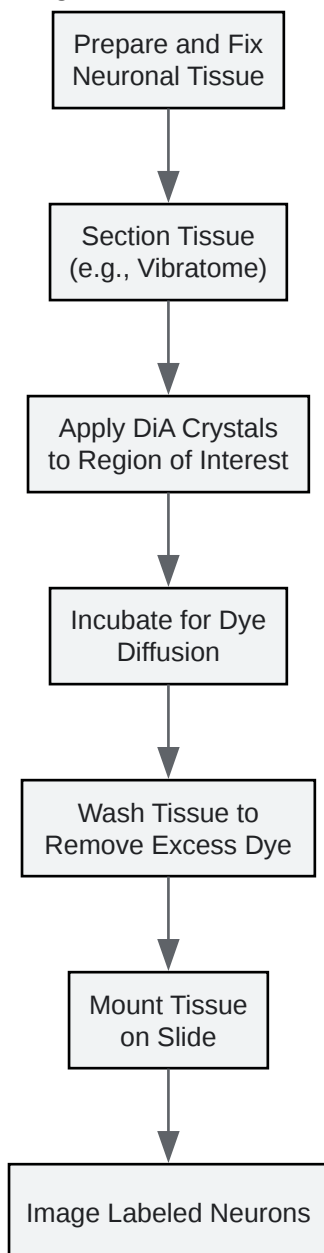 Prepare and Fix
Neuronal Tissue
Section Tissue
(e.g., Vibratome)
Apply DiA Crystals
to Region of Interest
Incubate for Dye
Diffusion
Wash Tissue to
Remove Excess Dye
Mount Tissue
on Slide
Image Labeled Neurons